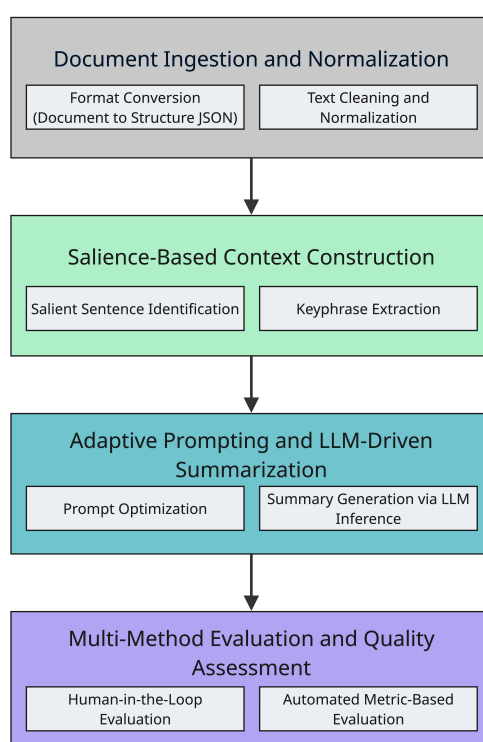 Document Ingestion and Normalization
Format Conversion
(Document to Structure JSON)
Text Cleaning and
Normalization
Salience-Based Context Construction
Salient Sentence Identification
Keyphrase Extraction
Adaptive Prompting and LLM-Driven
Summarization
Prompt Optimization
Summary Generation via LLM
Inference
Multi-Method Evaluation and Quality
Assessment
Human-in-the-Loop
Evaluation
Automated Metric-Based
Evaluation